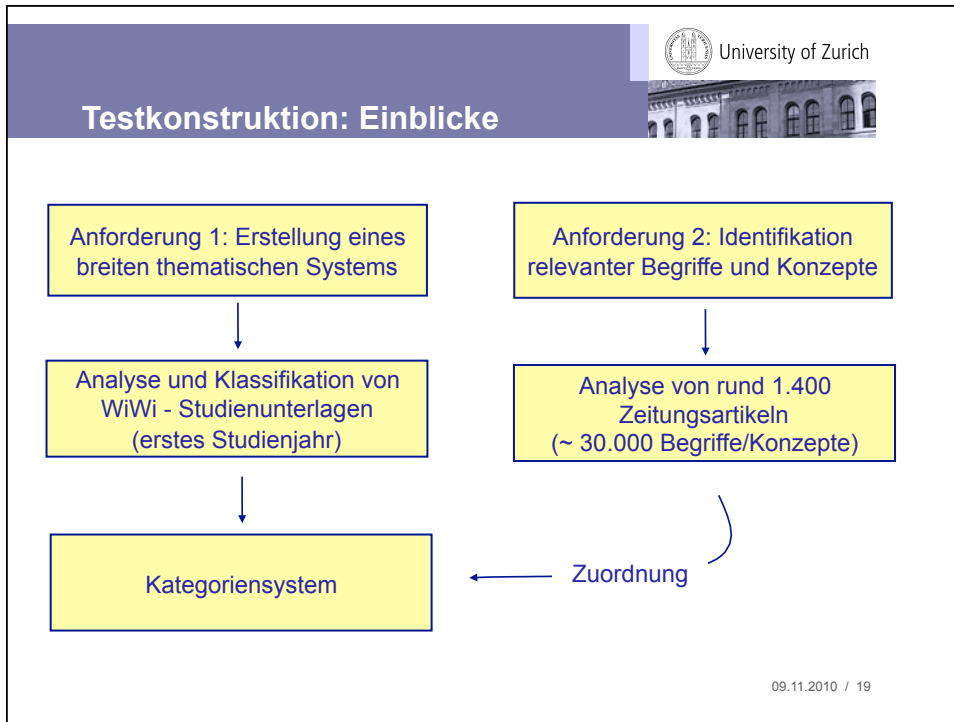 University of Zurich
Testkonstruktion: Einblicke
Anforderung 1: Erstellung eines
breiten thematischen Systems
Anforderung 2: Identifikation
relevanter Begriffe und Konzepte
Analyse und Klassifikation von
WiWi - Studienunterlagen
(erstes Studienjahr)
Analyse von rund 1.400
Zeitungsartikeln
(~ 30.000 Begriffe/Konzepte)
Kategoriensystem
Zuordnung
09.11.2010 / 19